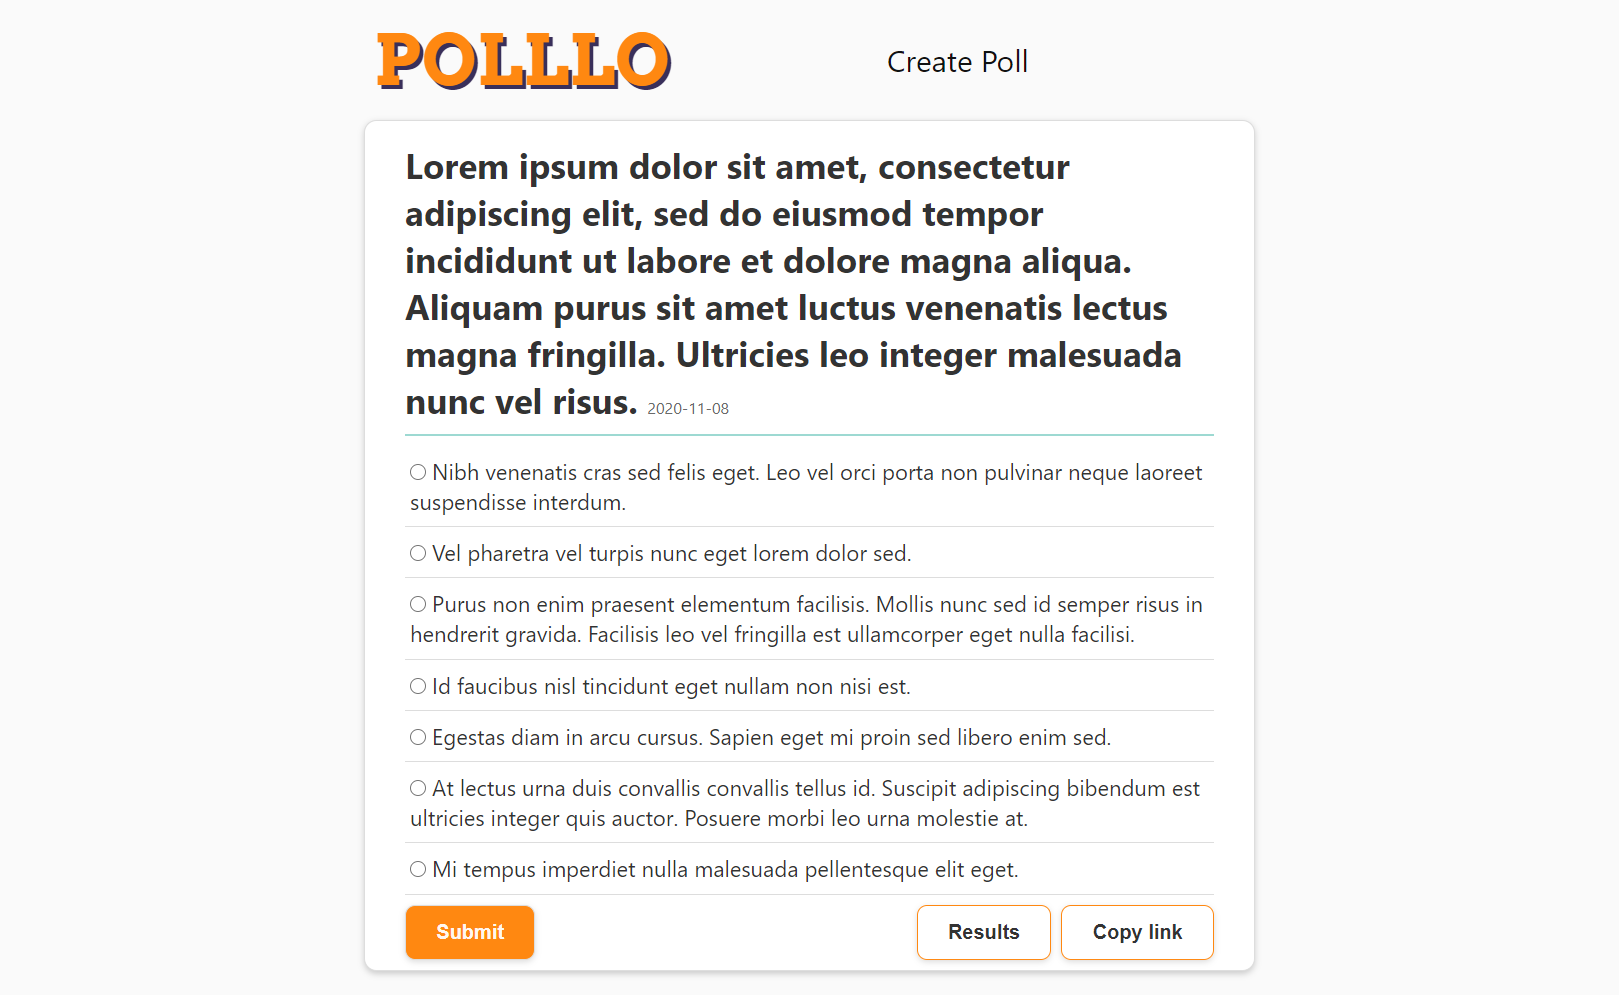 POLLLO
Create Poll
Lorem ipsum dolor sit amet, consectetur
adipiscing elit, sed do eiusmod tempor
incididunt ut labore et dolore magna aliqua.
Aliquam purus sit amet luctus venenatis lectus
magna fringilla. Ultricies leo integer malesuada
nunc vel risus. 2020-11-08
Nibh venenatis cras sed felis eget. Leo vel orci porta non pulvinar neque laoreet
suspendisse interdum.
Vel pharetra vel turpis nunc eget lorem dolor sed.
Purus non enim praesent elementum facilisis. Mollis nunc sed id semper risus in
hendrerit gravida. Facilisis leo vel fringilla est ullamcorper eget nulla facilisi.
Id faucibus nisl tincidunt eget nullam non nisi est.
Egestas diam in arcu cursus. Sapien eget mi proin sed libero enim sed.
At lectus urna duis convallis convallis tellus id. Suscipit adipiscing bibendum est
ultricies integer quis auctor. Posuere morbi leo urna molestie at.
Mi tempus imperdiet nulla malesuada pellentesque elit eget.
Submit
Results
Copy link